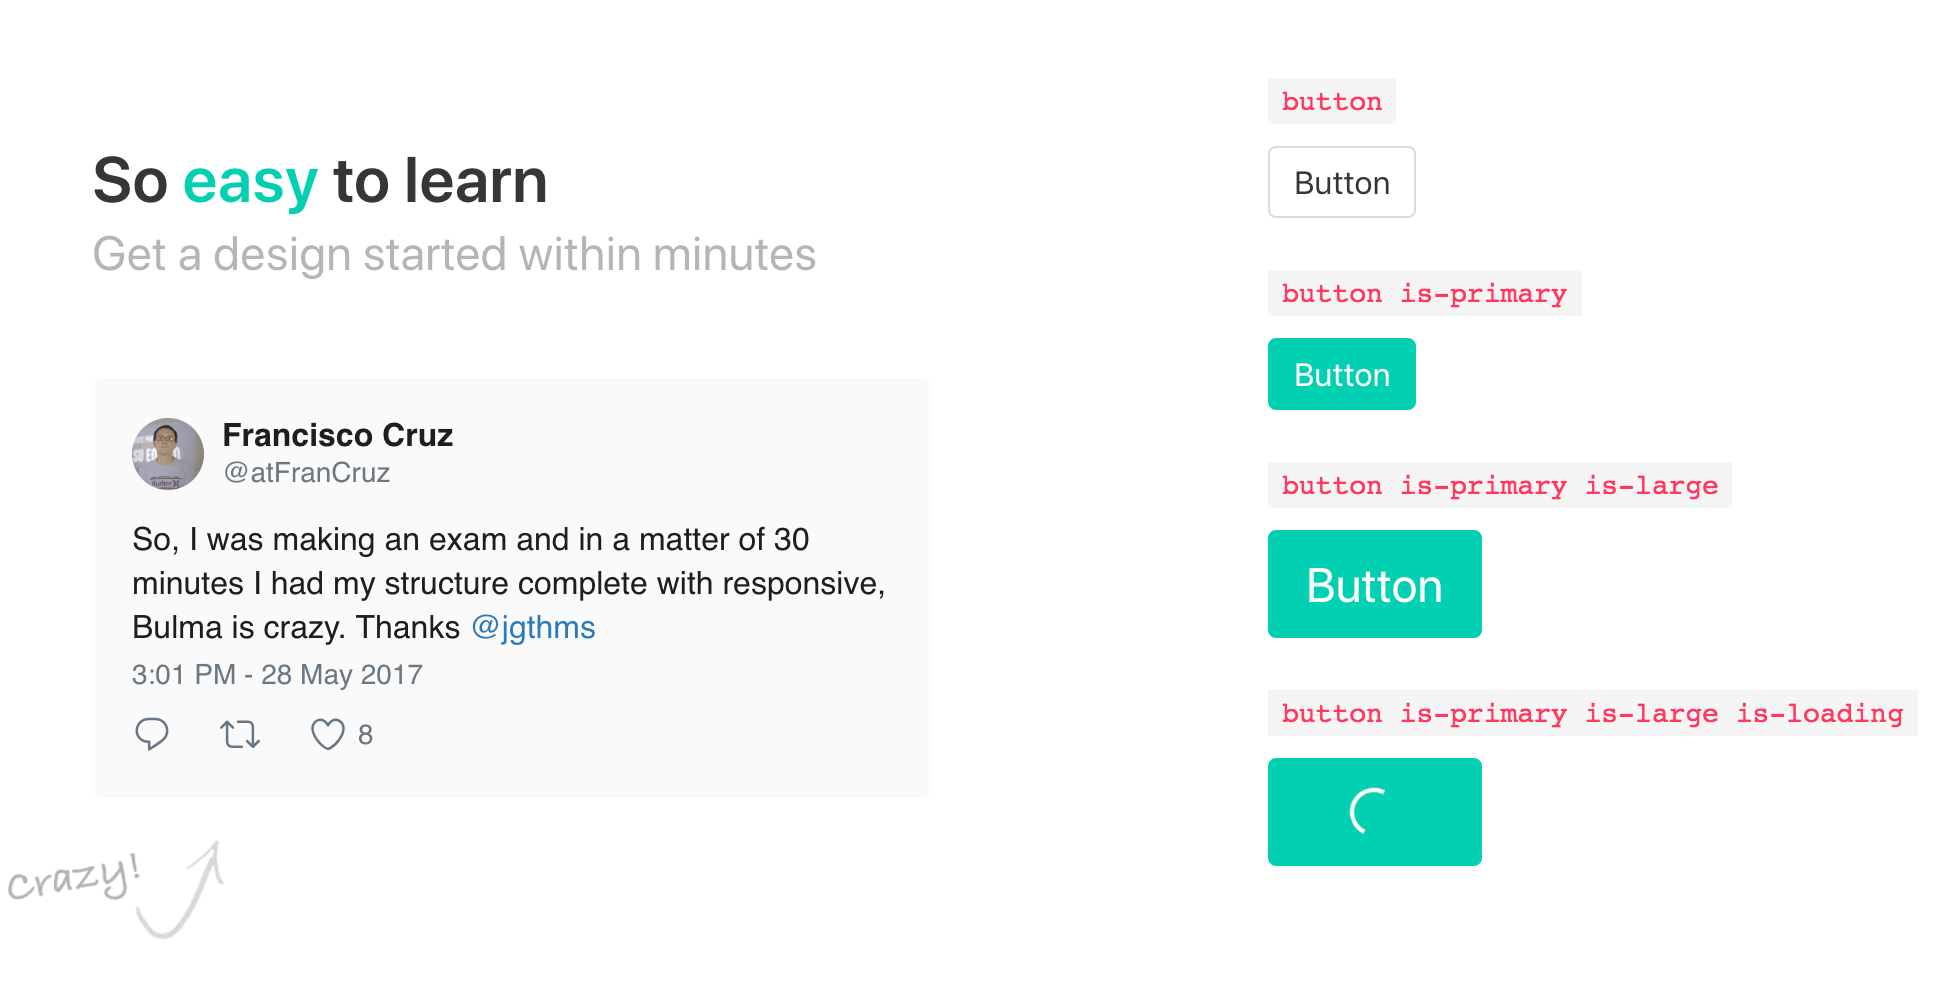 So easy to learn
Get a design started within minutes
Francisco Cruz
@atFranCruz
So, I was making an exam and in a matter of 30
minutes I had my structure complete with responsive,
Bulma is crazy. Thanks @jgthms
3:01 PM - 28 May 2017
8
crazy!
button
Button
button is-primary
Button
button is-primary is-large
Button
button is-primary is-large is-loading